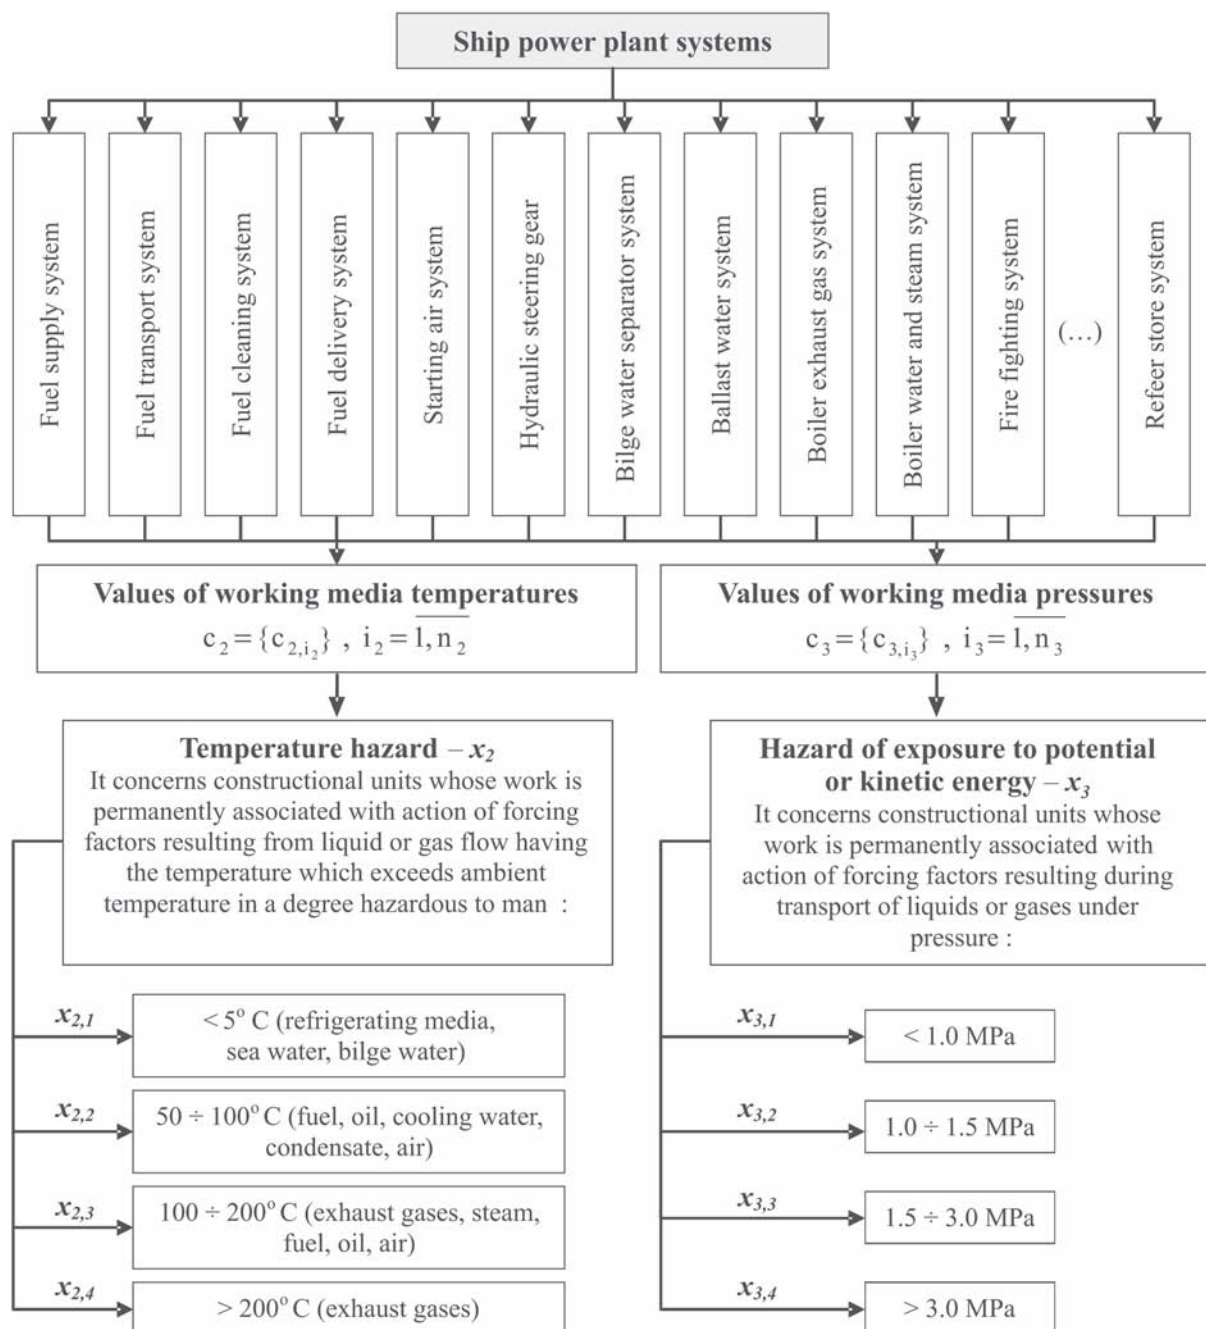 Ship power plant systems
Fuel supply system
Fuel transport system
Fuel cleaning system
Fuel delivery system
Starting air system
Hydraulic steering gear
Bilge water separator system
Ballast water system
Boiler exhaust gas system
Boiler water and steam system
Fire fighting system
(...)
Refeer store system
Values of working media temperatures
c₂ = {c₂,ᵢ₂} , i₂ = \overline{1, n₂}
Values of working media pressures
c₃ = {c₃,ᵢ₃} , i₃ = \overline{1, n₃}
Temperature hazard – x₂
It concerns constructional units whose work is
permanently associated with action of forcing
factors resulting from liquid or gas flow having
the temperature which exceeds ambient
temperature in a degree hazardous to man :
Hazard of exposure to potential
or kinetic energy – x₃
It concerns constructional units whose
work is permanently associated with
action of forcing factors resulting during
transport of liquids or gases under
pressure :
x₂,₁
< 5° C (refrigerating media,
sea water, bilge water)
x₂,₂
50 ÷ 100° C (fuel, oil, cooling water,
condensate, air)
x₂,₃
100 ÷ 200° C (exhaust gases, steam,
fuel, oil, air)
x₂,₄
> 200° C (exhaust gases)
x₃,₁
< 1.0 MPa
x₃,₂
1.0 ÷ 1.5 MPa
x₃,₃
1.5 ÷ 3.0 MPa
x₃,₄
> 3.0 MPa